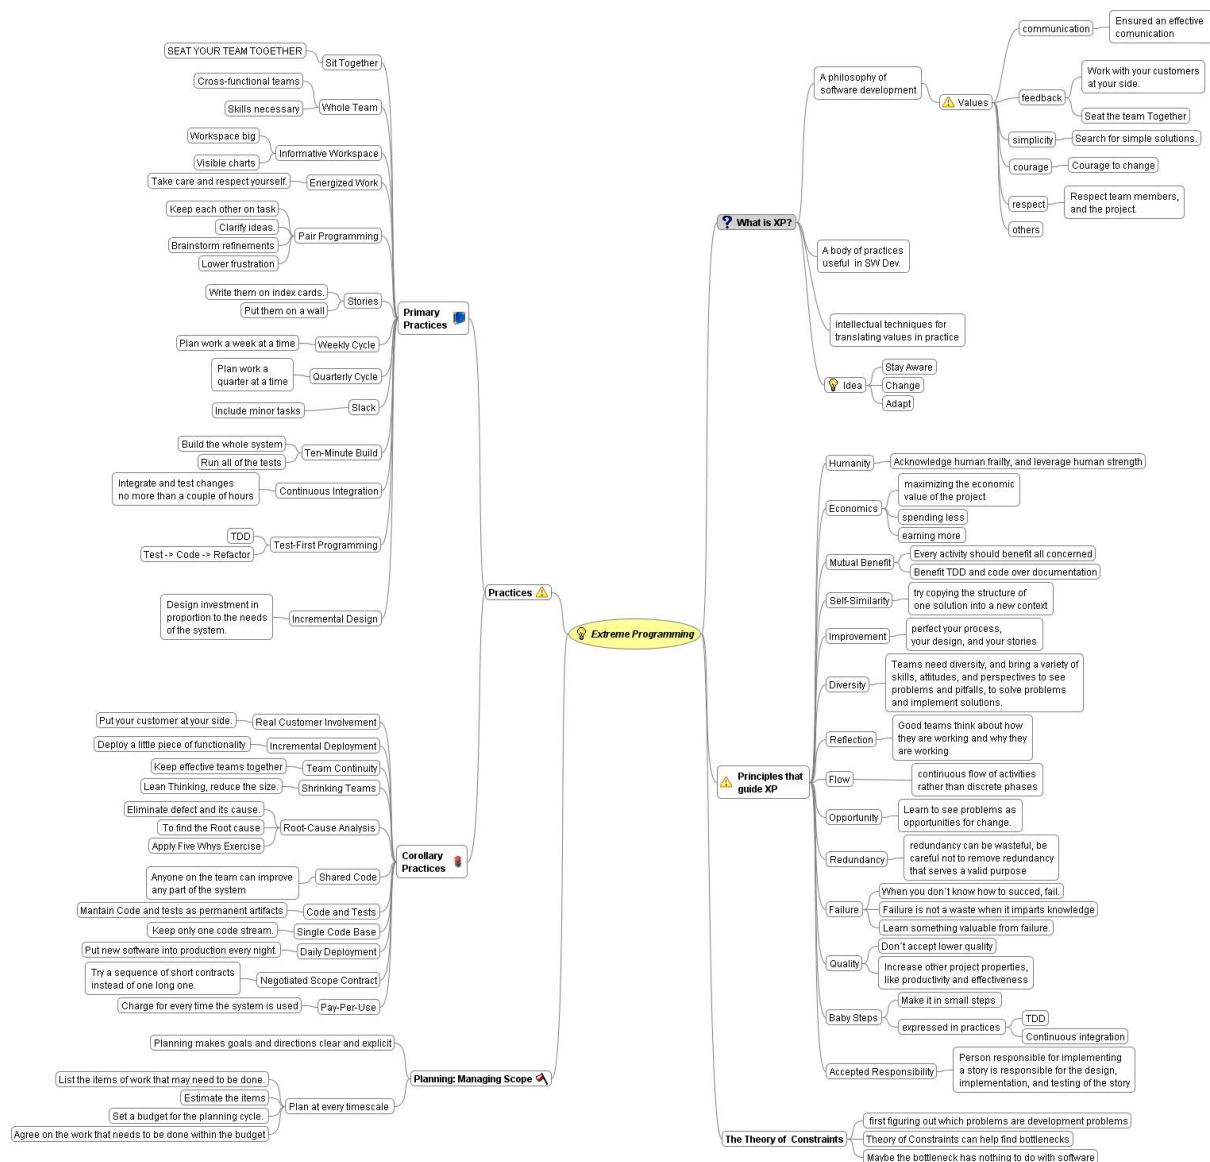 Extreme Programming
What is XP?
A philosophy of
software development
Values
communication
Ensured an effective
comunication
feedback
Work with your customers
at your side.
Seat the team Together
simplicity
Search for simple solutions.
courage
Courage to change
respect
Respect team members,
and the project.
others
A body of practices
useful in SW Dev.
intellectual techniques for
translating values in practice
Idea
Stay Aware
Change
Adapt
Principles that
guide XP
Humanity
Acknowledge human frailty, and leverage human strength
Economics
maximizing the economic
value of the project
spending less
earning more
Mutual Benefit
Every activity should benefit all concerned
Benefit TDD and code over documentation
Self-Similarity
try copying the structure of
one solution into a new context
Improvement
perfect your process,
your design, and your stories
Diversity
Teams need diversity, and bring a variety of
skills, attitudes, and perspectives to see
problems and pitfalls, to solve problems
and implement solutions.
Reflection
Good teams think about how
they are working and why they
are working.
Flow
continuous flow of activities
rather than discrete phases
Opportunity
Learn to see problems as
opportunities for change.
Redundancy
redundancy can be wasteful, be
careful not to remove redundancy
that serves a valid purpose
Failure
When you don´t know how to succed, fail.
Failure is not a waste when it imparts knowledge
Learn something valuable from failure.
Quality
Don´t accept lower quality
Increase other project properties,
like productivity and effectiveness
Baby Steps
Make it in small steps
expressed in practices
TDD
Continuous integration
Accepted Responsibility
Person responsible for implementing
a story is responsible for the design,
implementation, and testing of the story
The Theory of Constraints
first figuring out which problems are development problems
Theory of Constraints can help find bottlenecks
Maybe the bottleneck has nothing to do with software
Practices
Primary
Practices
Sit Together
SEAT YOUR TEAM TOGETHER
Whole Team
Cross-functional teams
Skills necessary
Informative Workspace
Workspace big
Visible charts
Energized Work
Take care and respect yourself.
Pair Programming
Keep each other on task
Clarify ideas.
Brainstorm refinements
Lower frustration
Stories
Write them on index cards.
Put them on a wall
Weekly Cycle
Plan work a week at a time
Quarterly Cycle
Plan work a
quarter at a time
Slack
Include minor tasks
Ten-Minute Build
Build the whole system
Run all of the tests
Continuous Integration
Integrate and test changes
no more than a couple of hours
Test-First Programming
TDD
Test -> Code -> Refactor
Incremental Design
Design investment in
proportion to the needs
of the system.
Corollary
Practices
Real Customer Involvement
Put your customer at your side.
Incremental Deployment
Deploy a little piece of functionality
Team Continuity
Keep effective teams together
Shrinking Teams
Lean Thinking, reduce the size.
Root-Cause Analysis
Eliminate defect and its cause.
To find the Root cause
Apply Five Whys Exercise
Shared Code
Anyone on the team can improve
any part of the system
Code and Tests
Mantain Code and tests as permanent artifacts
Single Code Base
Keep only one code stream.
Daily Deployment
Put new software into production every night.
Negotiated Scope Contract
Try a sequence of short contracts
instead of one long one.
Pay-Per-Use
Charge for every time the system is used
Planning: Managing Scope
Planning makes goals and directions clear and explicit
Plan at every timescale
List the items of work that may need to be done.
Estimate the items
Set a budget for the planning cycle.
Agree on the work that needs to be done within the budget